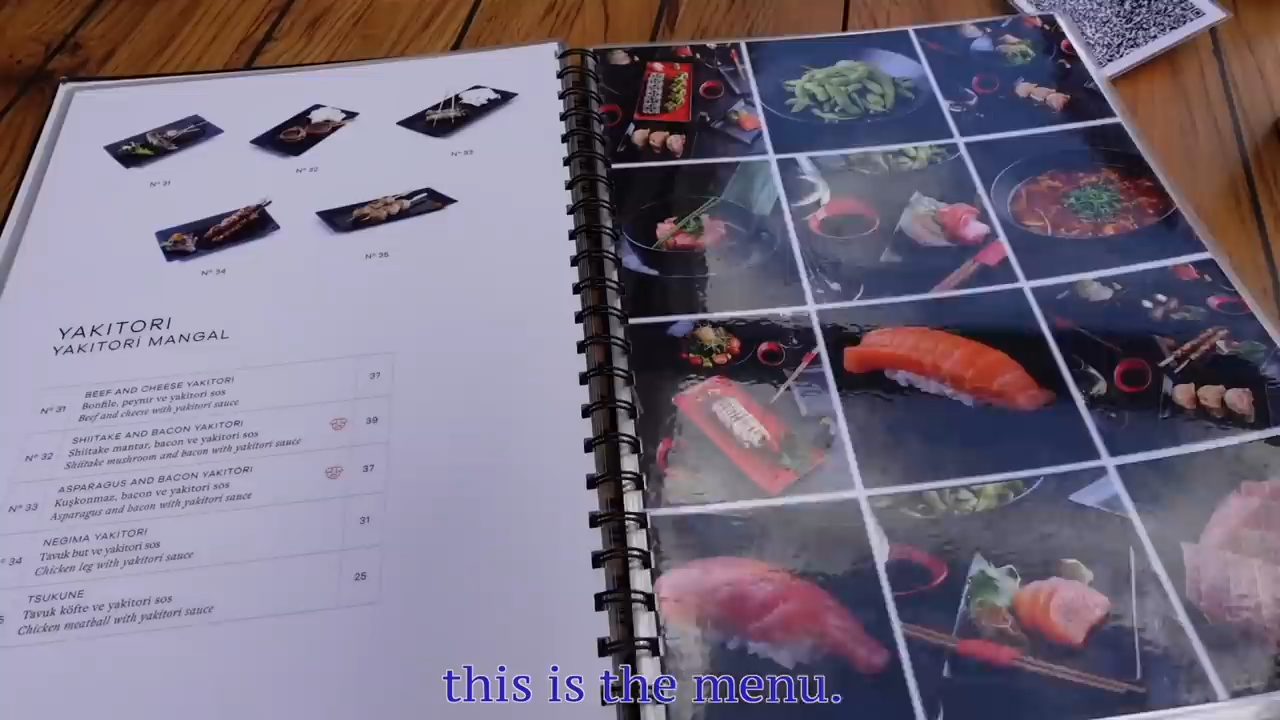 Nº 31
Nº 32
Nº 33
Nº 34
Nº 35
YAKITORI
YAKITORİ MANGAL
Nº 31
BEEF AND CHEESE YAKITORI
37
Bonfile, peynir ve yakitori sos
Beef and cheese with yakitori sauce
Nº 32
SHIITAKE AND BACON YAKITORI
39
Shiitake mantar, bacon ve yakitori sos
Shiitake mushroom and bacon with yakitori sauce
Nº 33
ASPARAGUS AND BACON YAKITORI
37
Kuşkonmaz, bacon ve yakitori sos
Asparagus and bacon with yakitori sauce
º 34
NEGIMA YAKITORI
31
Tavuk but ve yakitori sos
Chicken leg with yakitori sauce
5
TSUKUNE
25
Tavuk köfte ve yakitori sos
Chicken meatball with yakitori sauce
this is the menu.